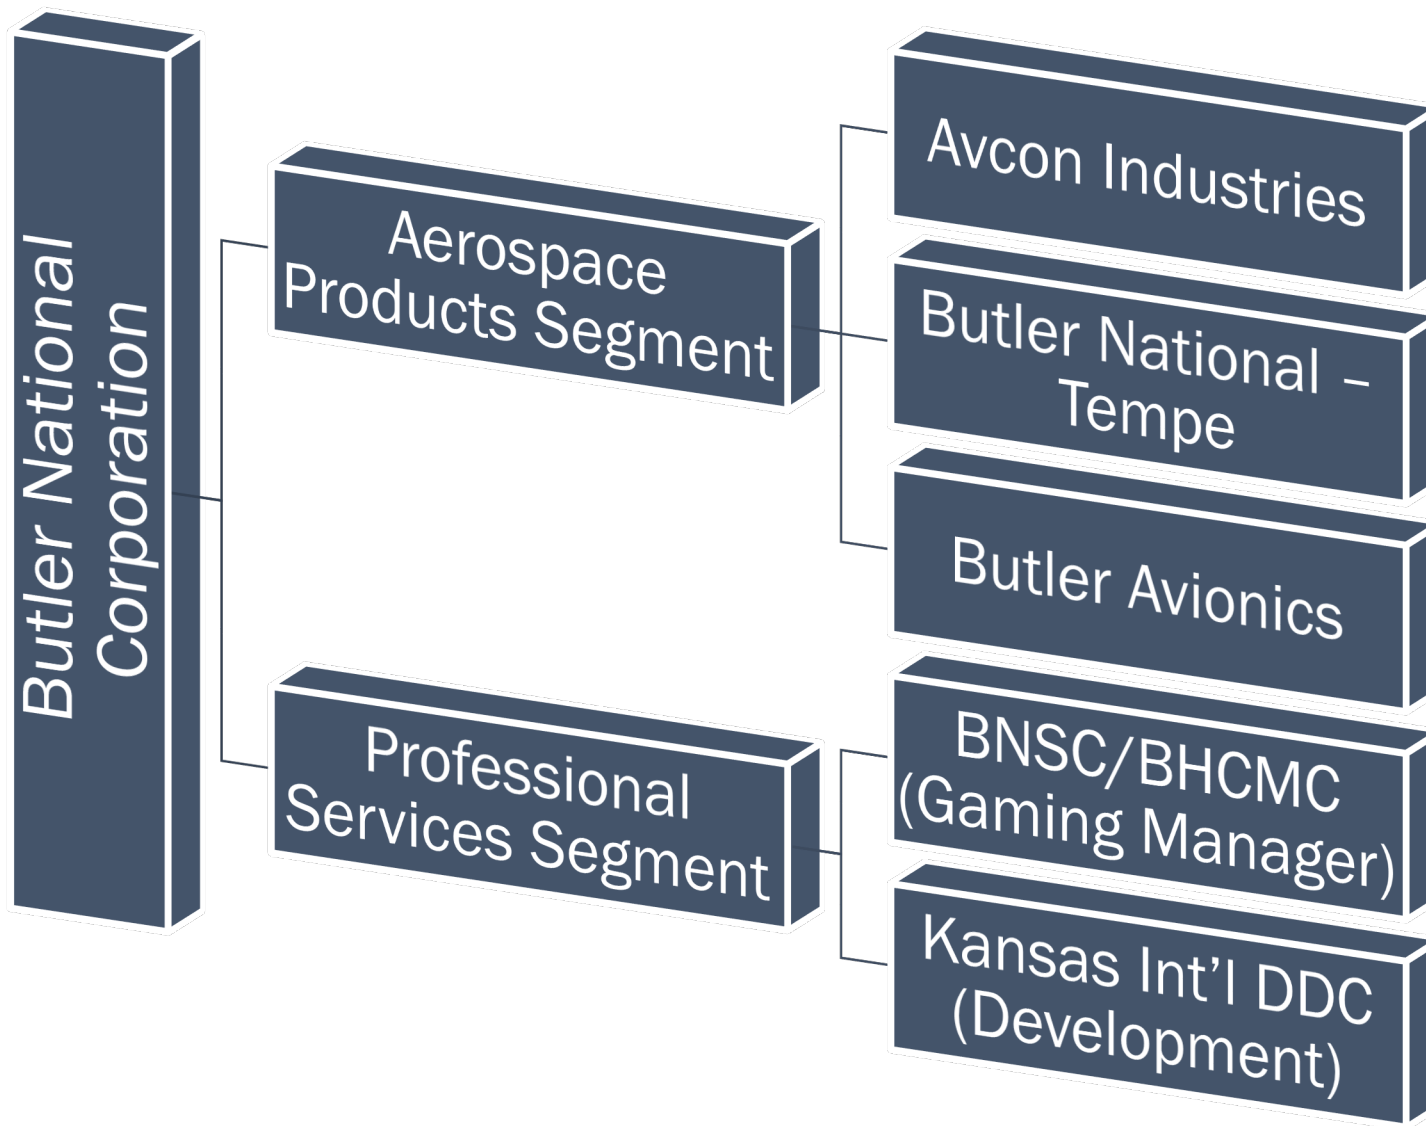 Butler National
Corporation
Aerospace
Products Segment
Avcon Industries
Butler National –
Tempe
Butler Avionics
Professional
Services Segment
BNSC/BHCMC
(Gaming Manager)
Kansas Int’l DDC
(Development)